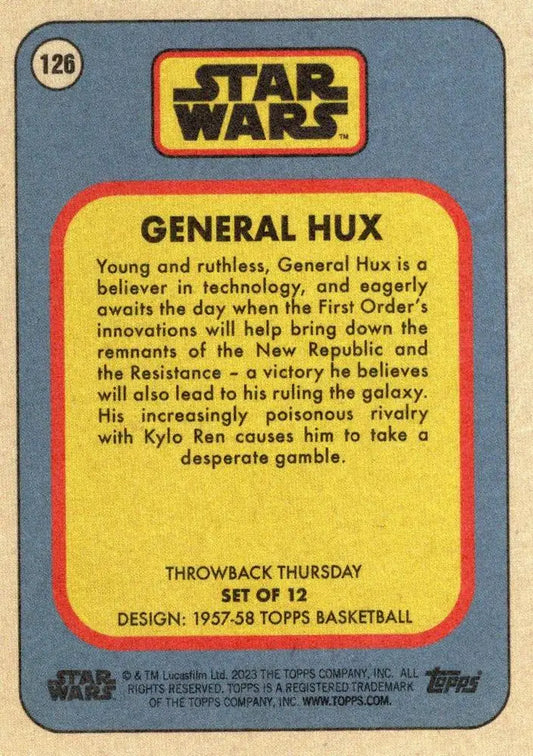 126
STAR
WARS™
GENERAL HUX
Young and ruthless, General Hux is a
believer in technology, and eagerly
awaits the day when the First Order's
innovations will help bring down the
remnants of the New Republic and
the Resistance – a victory he believes
will also lead to his ruling the galaxy.
His increasingly poisonous rivalry
with Kylo Ren causes him to take a
desperate gamble.
THROWBACK THURSDAY
SET OF 12
DESIGN: 1957-58 TOPPS BASKETBALL
STAR
WARS
© & TM Lucasfilm Ltd. 2023 THE TOPPS COMPANY, INC. ALL
RIGHTS RESERVED. TOPPS IS A REGISTERED TRADEMARK
OF THE TOPPS COMPANY, INC. WWW.TOPPS.COM.
topps